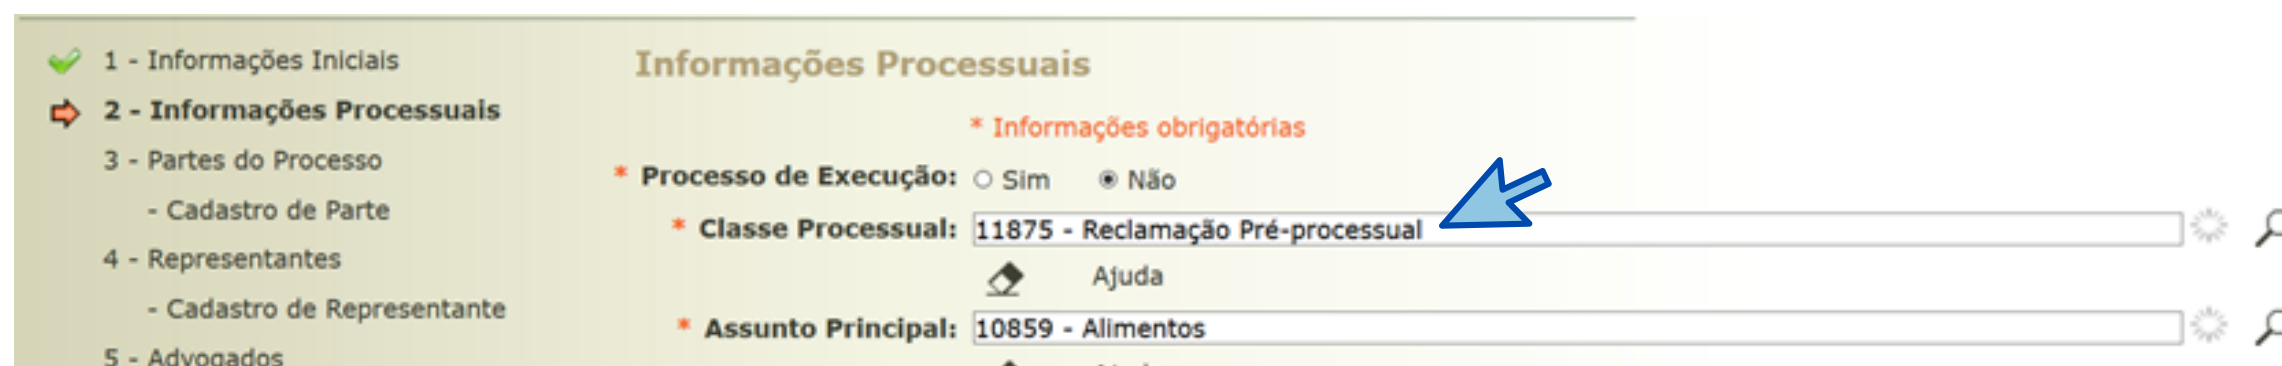 1 - Informações Iniciais
2 - Informações Processuais
3 - Partes do Processo
- Cadastro de Parte
4 - Representantes
- Cadastro de Representante
5 - Advogados
Informações Processuais
* Informações obrigatórias
* Processo de Execução: Sim Não
* Classe Processual: 11875 - Reclamação Pré-processual
Ajuda
* Assunto Principal: 10859 - Alimentos